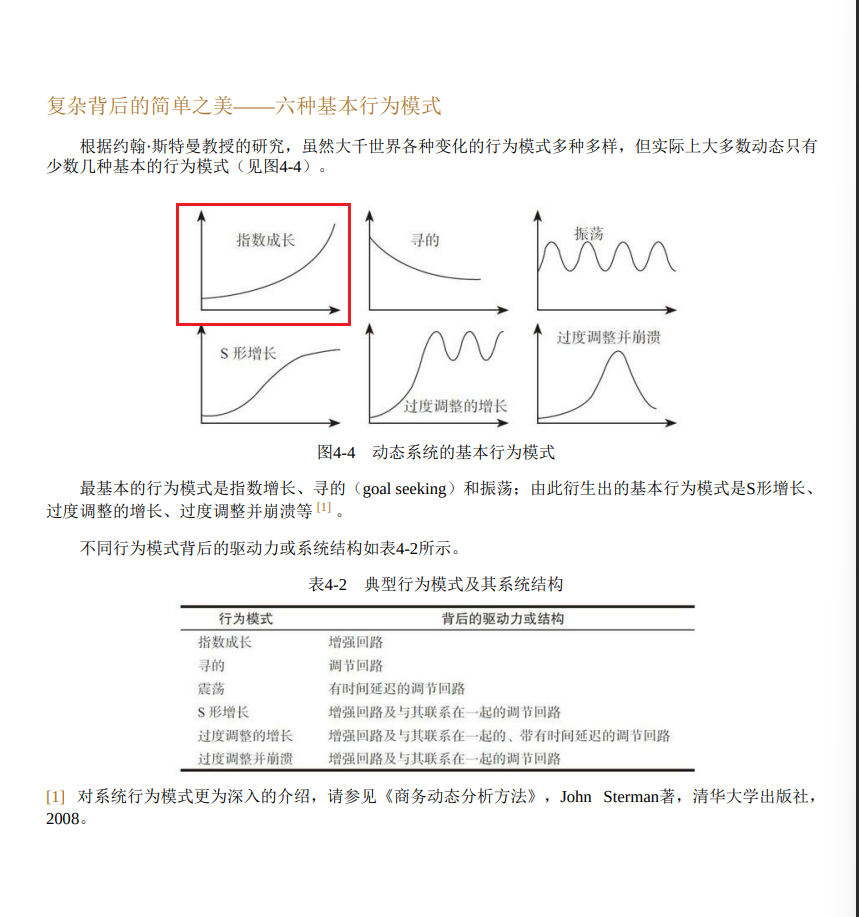 复杂背后的简单之美——六种基本行为模式
根据约翰·斯特曼教授的研究，虽然大千世界各种变化的行为模式多种多样，但实际上大多数动态只有
少数几种基本的行为模式（见图4-4）。
指数成长
寻的
振荡
S 形增长
过度调整的增长
过度调整并崩溃
图4-4 动态系统的基本行为模式
最基本的行为模式是指数增长、寻的（goal seeking）和振荡；由此衍生出的基本行为模式是S形增长、
过度调整的增长、过度调整并崩溃等 [1] 。
不同行为模式背后的驱动力或系统结构如表4-2所示。
表4-2 典型行为模式及其系统结构
行为模式 背后的驱动力或结构
指数成长 增强回路
寻的 调节回路
震荡 有时间延迟的调节回路
S 形增长 增强回路及与其联系在一起的调节回路
过度调整的增长 增强回路及与其联系在一起的、带有时间延迟的调节回路
过度调整并崩溃 增强回路及与其联系在一起的调节回路
[1] 对系统行为模式更为深入的介绍，请参见《商务动态分析方法》，John Sterman著，清华大学出版社，
2008。